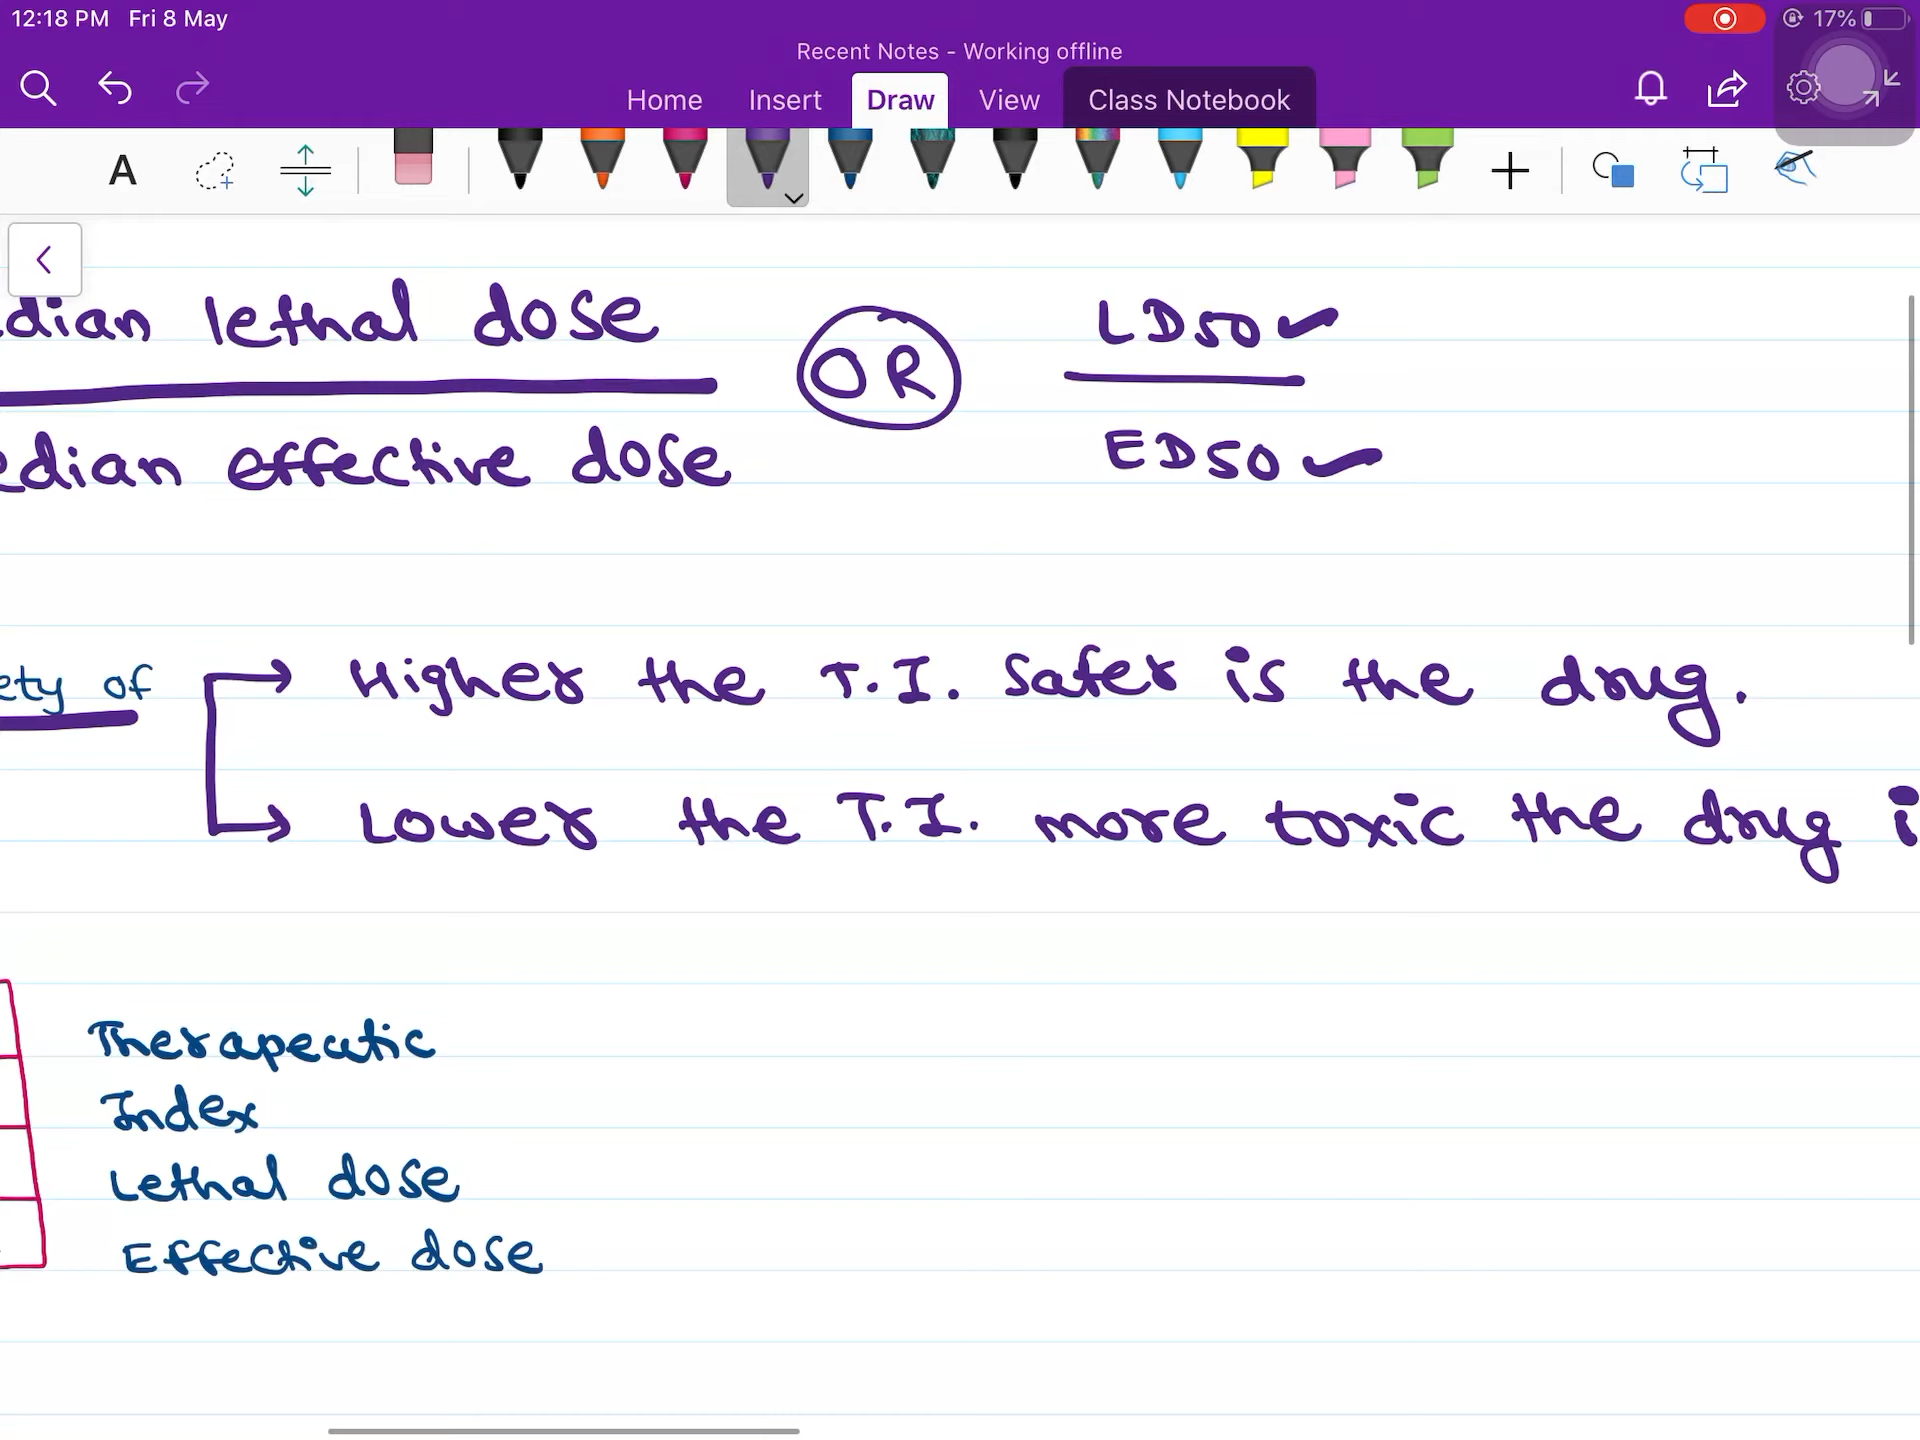 12:18 PM Fri 8 May
17%
Recent Notes - Working offline
Home Insert Draw View Class Notebook
A
dian lethal dose
OR
LD50
edian effective dose
ED50
ety of
Higher the T.I. Safer is the drug.
Lower the T.I. more toxic the drug i
Therapeutic
Index
Lethal dose
Effective dose